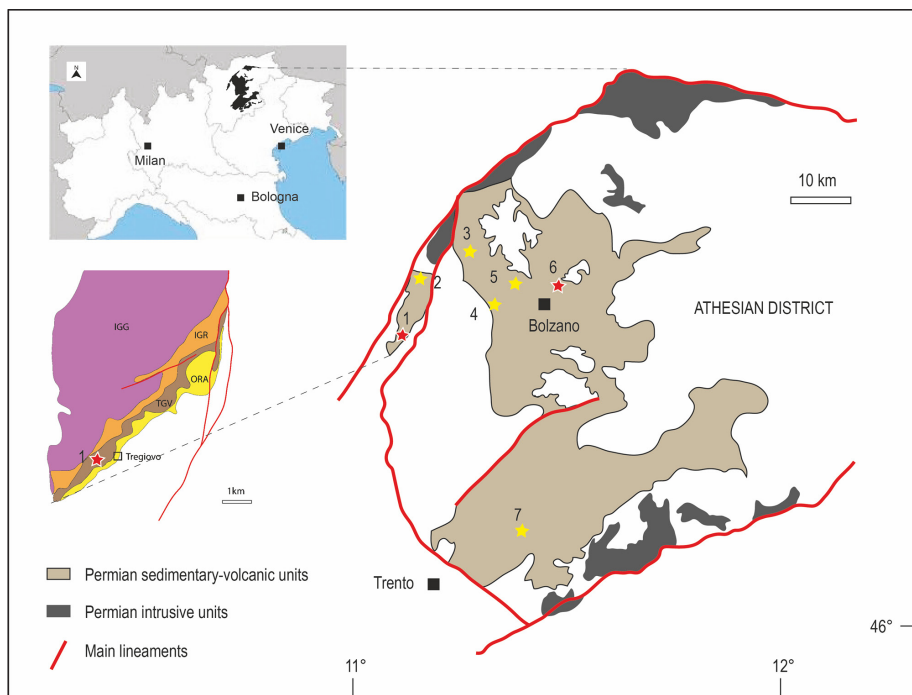 N
Milan
Venice
Bologna
10 km
3
2
5
6
1
4
Bolzano
ATHESIAN DISTRICT
IGG
IGR
ORA
TGV
1
Tregiovo
1km
7
Permian sedimentary-volcanic units
Trento
Permian intrusive units
Main lineaments
46°
11°
12°